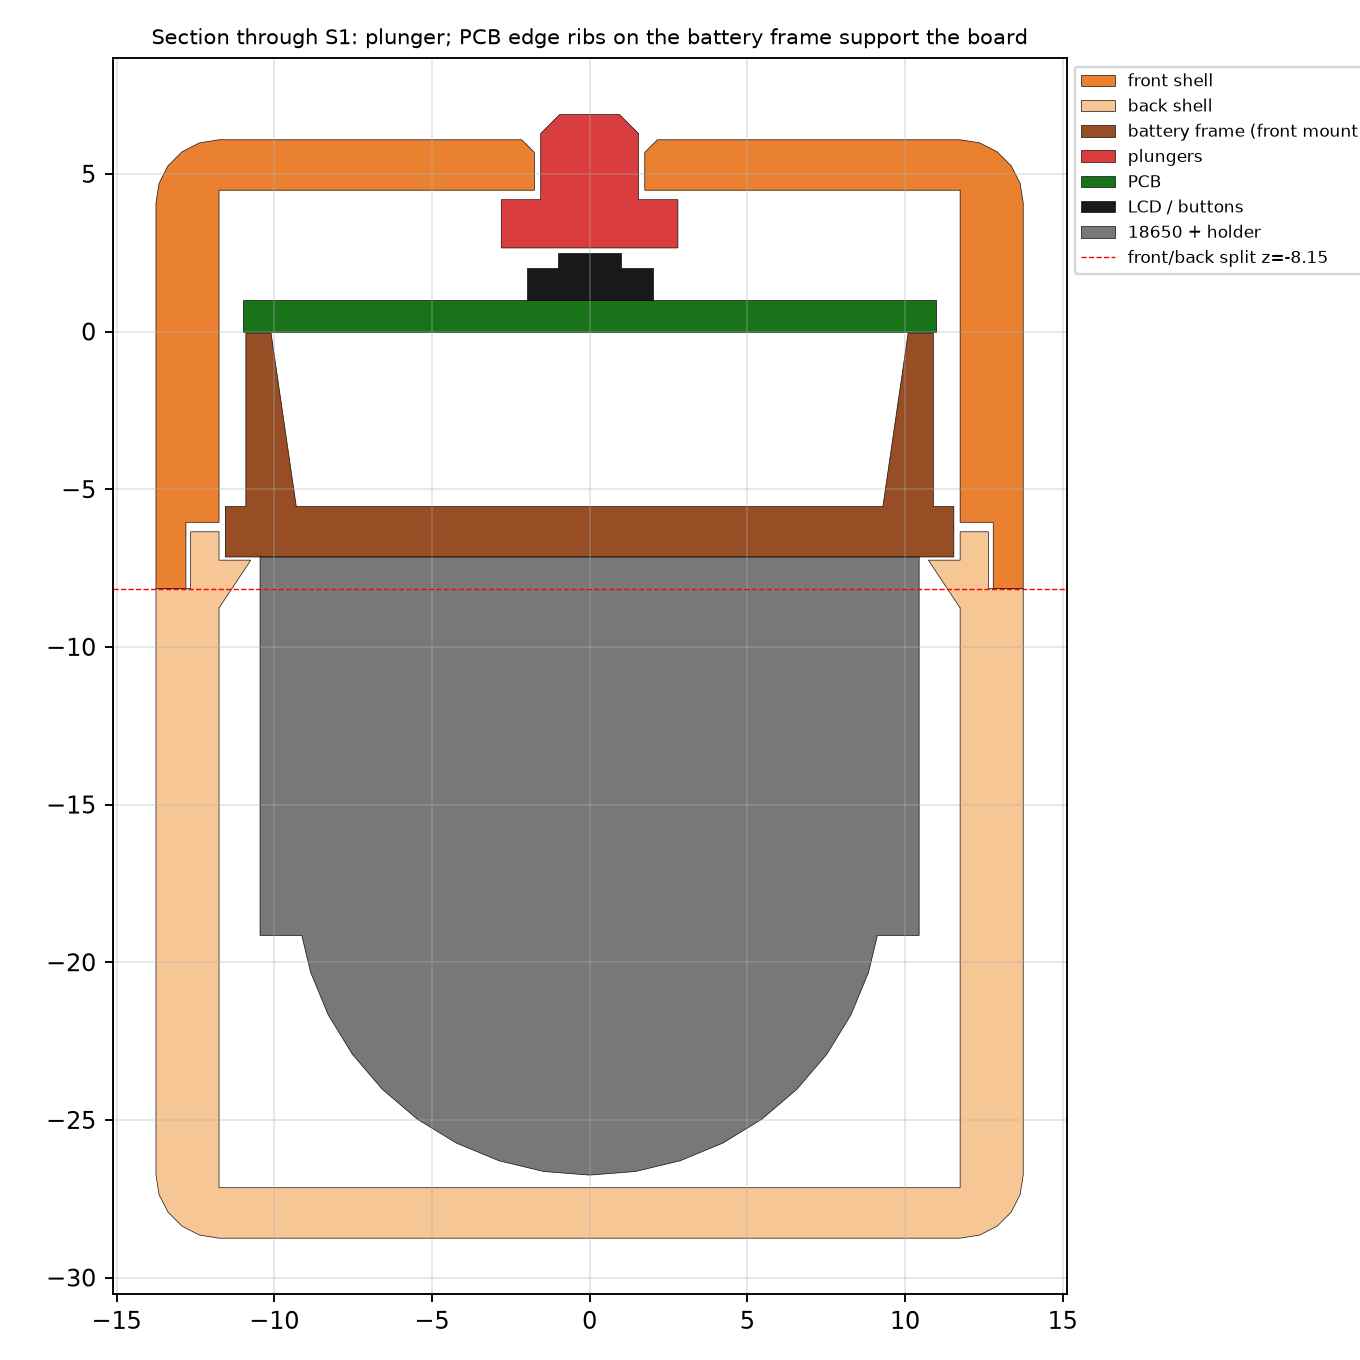 Section through S1: plunger; PCB edge ribs on the battery frame support the board
front shell
back shell
battery frame (front mount
plungers
PCB
LCD / buttons
18650 + holder
front/back split z=-8.15
5
0
−5
−10
−15
−20
−25
−30
−15
−10
−5
0
5
10
15